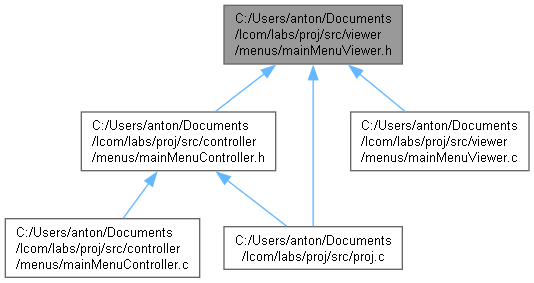 C:/Users/anton/Documents
/lcom/labs/proj/src/viewer
/menus/mainMenuViewer.h
C:/Users/anton/Documents
/lcom/labs/proj/src/controller
/menus/mainMenuController.h
C:/Users/anton/Documents
/lcom/labs/proj/src/viewer
/menus/mainMenuViewer.c
C:/Users/anton/Documents
/lcom/labs/proj/src/controller
/menus/mainMenuController.c
C:/Users/anton/Documents
/lcom/labs/proj/src/proj.c